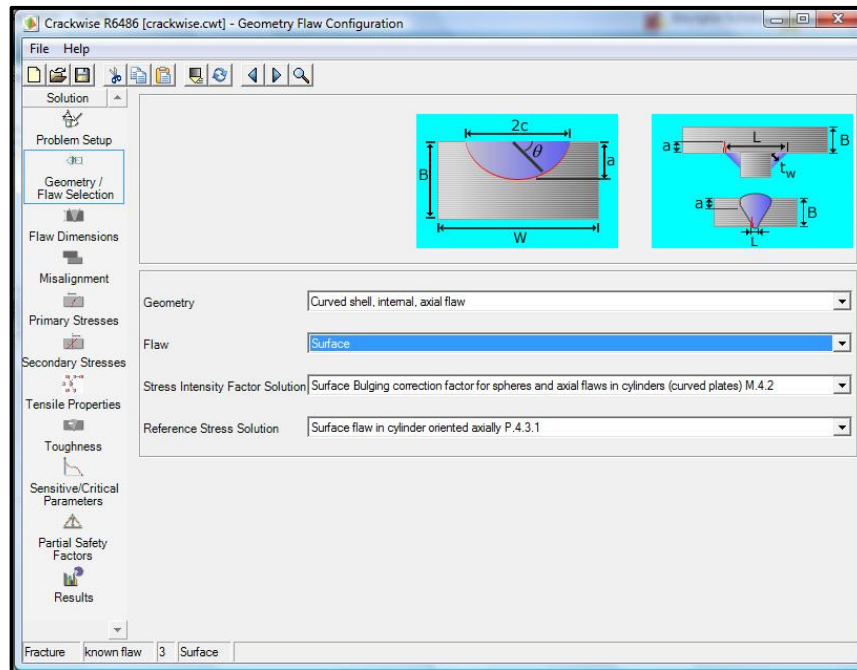 Crackwise R6486 [crackwise.cwt] - Geometry Flaw Configuration
File Help
Solution
Problem Setup
Geometry /
Flaw Selection
Flaw Dimensions
Misalignment
Primary Stresses
Secondary Stresses
Tensile Properties
Toughness
Sensitive/Critical
Parameters
Partial Safety
Factors
Results
2c
θ
a
B
W
L
a
B
tw
a
B
L
Geometry
Curved shell, internal, axial flaw
Flaw
Surface
Stress Intensity Factor Solution
Surface Bulging correction factor for spheres and axial flaws in cylinders (curved plates) M.4.2
Reference Stress Solution
Surface flaw in cylinder oriented axially P.4.3.1
Fracture known flaw 3 Surface